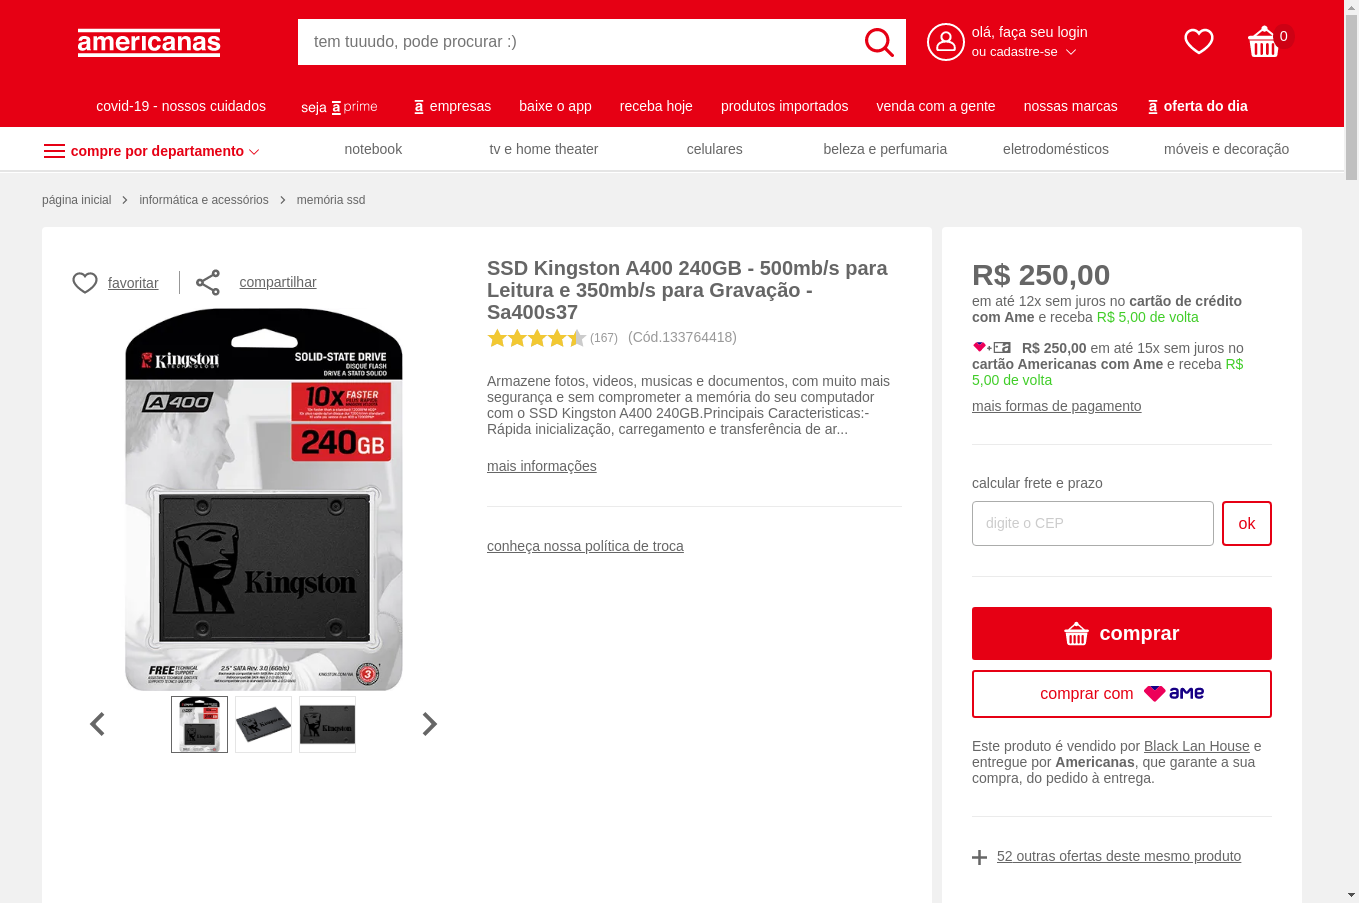 americanas
tem tuuudo, pode procurar :)
olá, faça seu login
ou cadastre-se
0
covid-19 - nossos cuidados
seja a prime
a empresas
baixe o app
receba hoje
produtos importados
venda com a gente
nossas marcas
a oferta do dia
compre por departamento
notebook
tv e home theater
celulares
beleza e perfumaria
eletrodomésticos
móveis e decoração
página inicial
informática e acessórios
memória ssd
favoritar
compartilhar
Kingston
TECHNOLOGY
SOLID-STATE DRIVE
DISQUE FLASH
DRIVE A STATO SOLIDO
A400
10x FASTER
240GB
Kingston
FREE TECHNICAL
SUPPORT
2.5" SATA Rev. 3.0 (6Gb/s)
3
SSD Kingston A400 240GB - 500mb/s para
Leitura e 350mb/s para Gravação -
Sa400s37
(167)
(Cód.133764418)
Armazene fotos, videos, musicas e documentos, com muito mais
segurança e sem comprometer a memória do seu computador
com o SSD Kingston A400 240GB.Principais Caracteristicas:-
Rápida inicialização, carregamento e transferência de ar...
mais informações
conheça nossa política de troca
R$ 250,00
em até 12x sem juros no cartão de crédito
com Ame e receba R$ 5,00 de volta
R$ 250,00 em até 15x sem juros no
cartão Americanas com Ame e receba R$
5,00 de volta
mais formas de pagamento
calcular frete e prazo
digite o CEP
ok
comprar
comprar com ame
Este produto é vendido por Black Lan House e
entregue por Americanas, que garante a sua
compra, do pedido à entrega.
52 outras ofertas deste mesmo produto